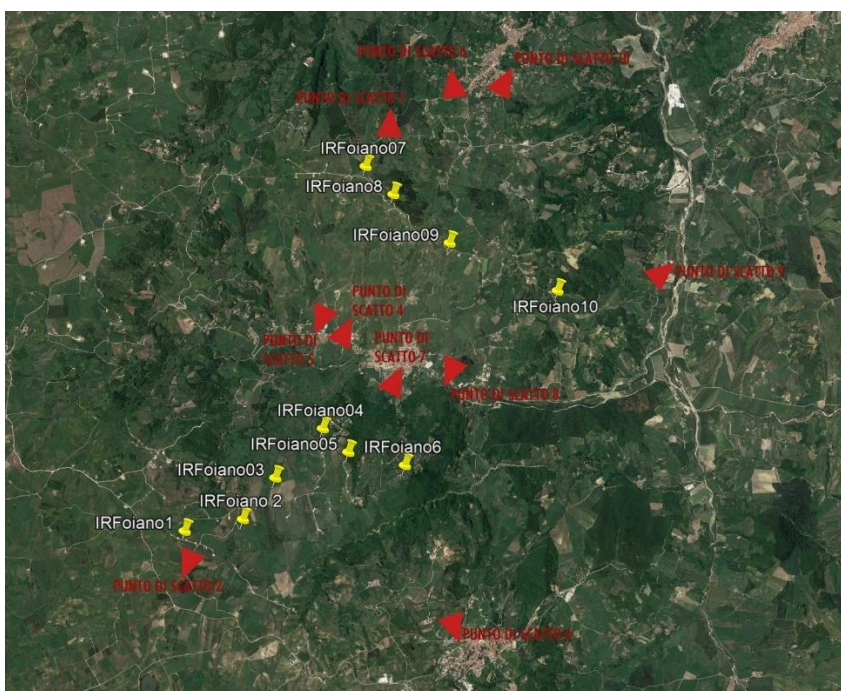 PUNTO DI SCATTO 6
PUNTO DI SCATTO 10
PUNTO DI SCATTO
IRFoiano07
IRFoiano8
IRFoiano09
PUNTO DI SCATTO 9
IRFoiano10
PUNTO DI
SCATTO 4
PUNTO DI
SCATTO 5
PUNTO DI
SCATTO 7
PUNTO DI SCATTO 8
IRFoiano04
IRFoiano05
IRFoiano6
IRFoiano03
IRFoiano 2
IRFoiano1
PUNTO DI SCATTO 2
PUNTO DI SCATTO